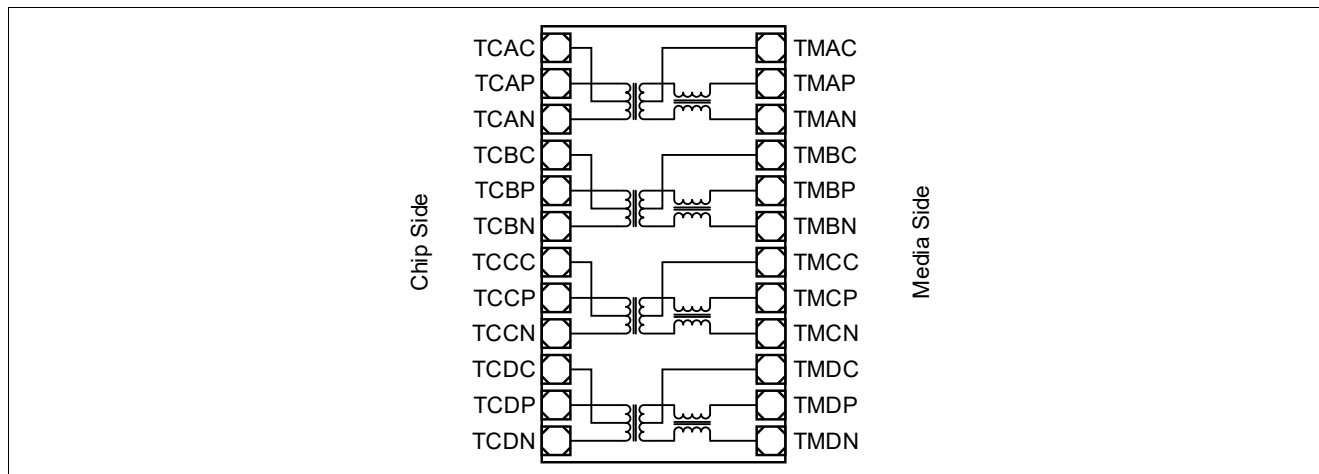 TCAC
TMAC
TCAP
TMAP
TCAN
TMAN
TCBC
TMBC
TCBP
TMBP
TCBN
TMBN
TCCC
TMCC
TCCP
TMCP
TCCN
TMCN
TCDC
TMDC
TCDP
TMDP
TCDN
TMDN
Chip Side
Media Side